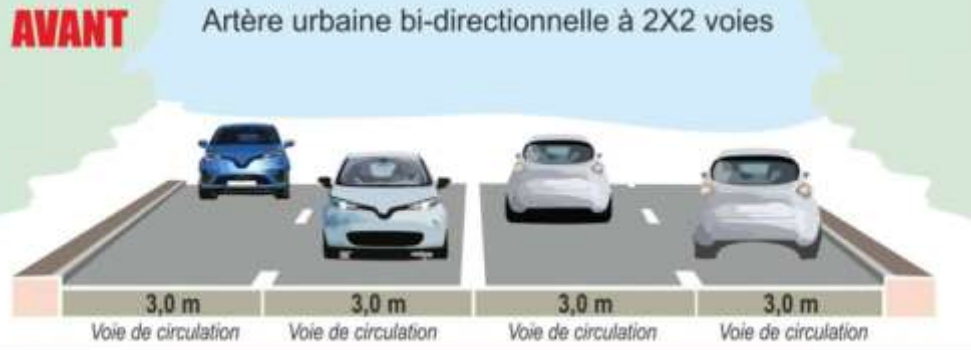 AVANT
Artère urbaine bi-directionnelle à 2X2 voies
3,0 m 3,0 m 3,0 m 3,0 m
Voie de circulation Voie de circulation Voie de circulation Voie de circulation